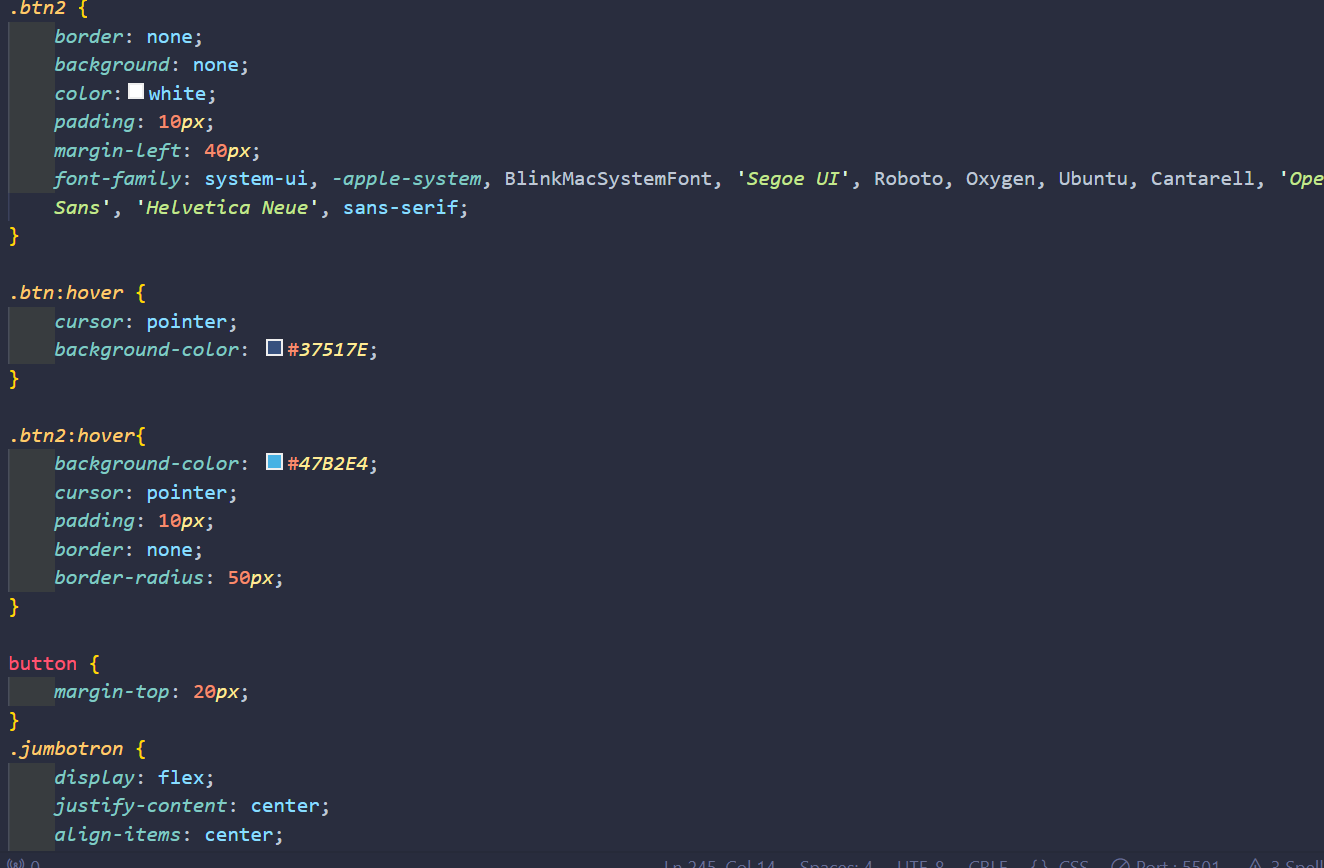 .btn2 {
border: none;
background: none;
color: white;
padding: 10px;
margin-left: 40px;
font-family: system-ui, -apple-system, BlinkMacSystemFont, 'Segoe UI', Roboto, Oxygen, Ubuntu, Cantarell, 'Ope
Sans', 'Helvetica Neue', sans-serif;
}
.btn:hover {
cursor: pointer;
background-color: #37517E;
}
.btn2:hover{
background-color: #47B2E4;
cursor: pointer;
padding: 10px;
border: none;
border-radius: 50px;
}
button {
margin-top: 20px;
}
.jumbotron {
display: flex;
justify-content: center;
align-items: center;
0 Ln 245, Col 14 Spaces: 4 UTF-8 CRLF {} CSS Port : 5501 3 Spell